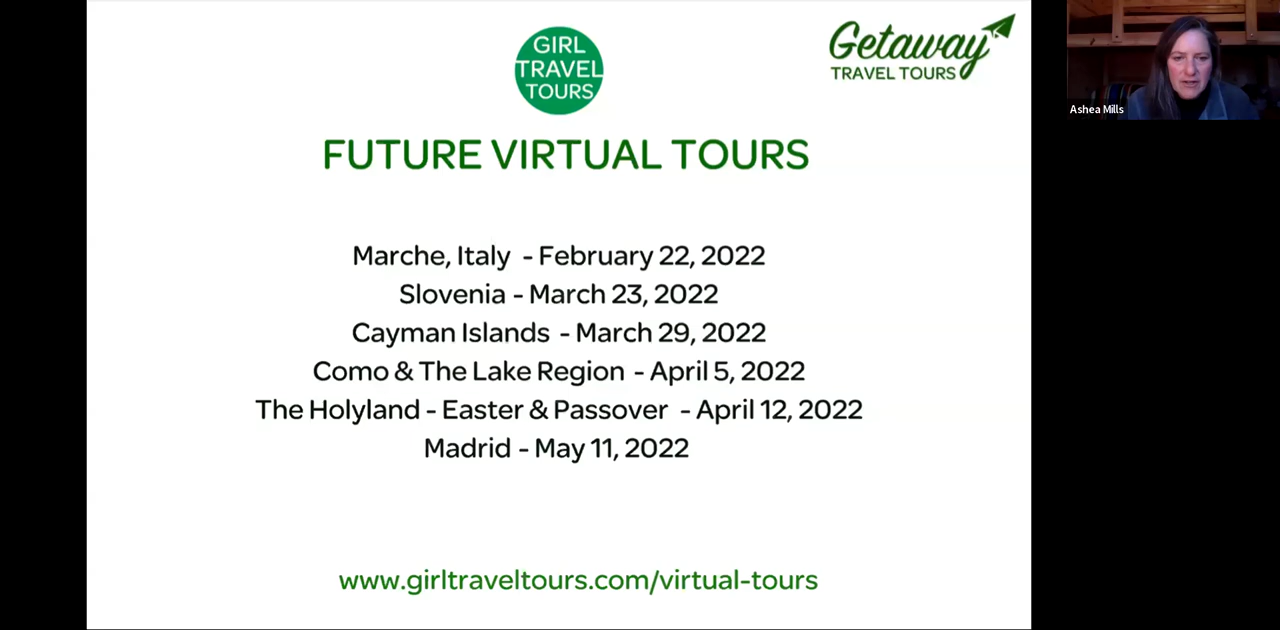 GIRL
TRAVEL
TOURS
Getaway
TRAVEL TOURS
Ashea Mills
FUTURE VIRTUAL TOURS
Marche, Italy - February 22, 2022
Slovenia - March 23, 2022
Cayman Islands - March 29, 2022
Como & The Lake Region - April 5, 2022
The Holyland - Easter & Passover - April 12, 2022
Madrid - May 11, 2022
www.girltraveltours.com/virtual-tours